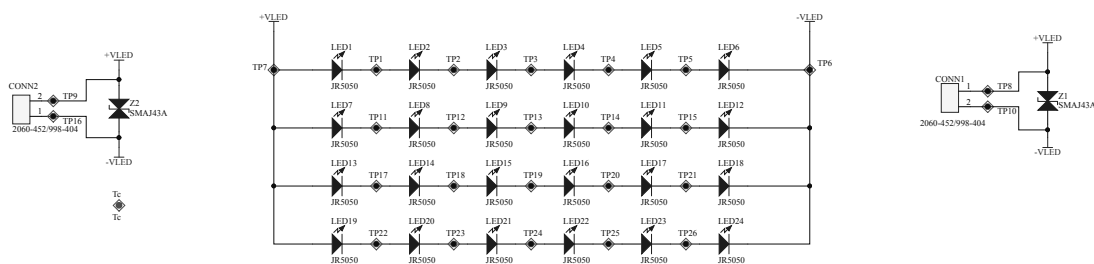 +VLED
-VLED
LED1 LED2 LED3 LED4 LED5 LED6
TP7 TP1 TP2 TP3 TP4 TP5 TP6
JR5050 JR5050 JR5050 JR5050 JR5050 JR5050
LED7 LED8 LED9 LED10 LED11 LED12
TP11 TP12 TP13 TP14 TP15
JR5050 JR5050 JR5050 JR5050 JR5050 JR5050
LED13 LED14 LED15 LED16 LED17 LED18
TP17 TP18 TP19 TP20 TP21
JR5050 JR5050 JR5050 JR5050 JR5050 JR5050
LED19 LED20 LED21 LED22 LED23 LED24
TP22 TP23 TP24 TP25 TP26
JR5050 JR5050 JR5050 JR5050 JR5050 JR5050
+VLED
CONN2
2 TP9
1 TP16
2060-452/998-404
Z2
SMAJ43A
-VLED
Tc
Tc
+VLED
CONN1
1 TP8
2 TP10
2060-452/998-404
Z1
SMAJ43A
-VLED